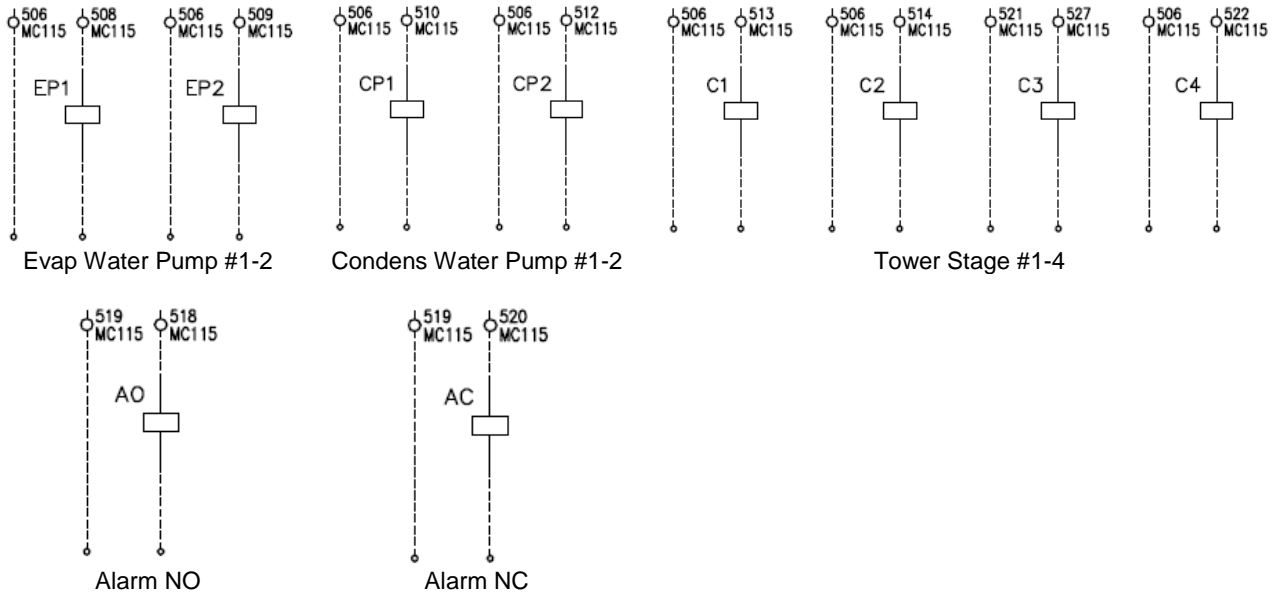 506 508 506 509 506 510 506 512 506 513 506 514 521 527 506 522
MC115 MC115 MC115 MC115 MC115 MC115 MC115 MC115 MC115 MC115 MC115 MC115 MC115 MC115 MC115 MC115
EP1 EP2 CP1 CP2 C1 C2 C3 C4
Evap Water Pump #1-2 Condens Water Pump #1-2 Tower Stage #1-4
519 518 519 520
MC115 MC115 MC115 MC115
AO AC
Alarm NO Alarm NC